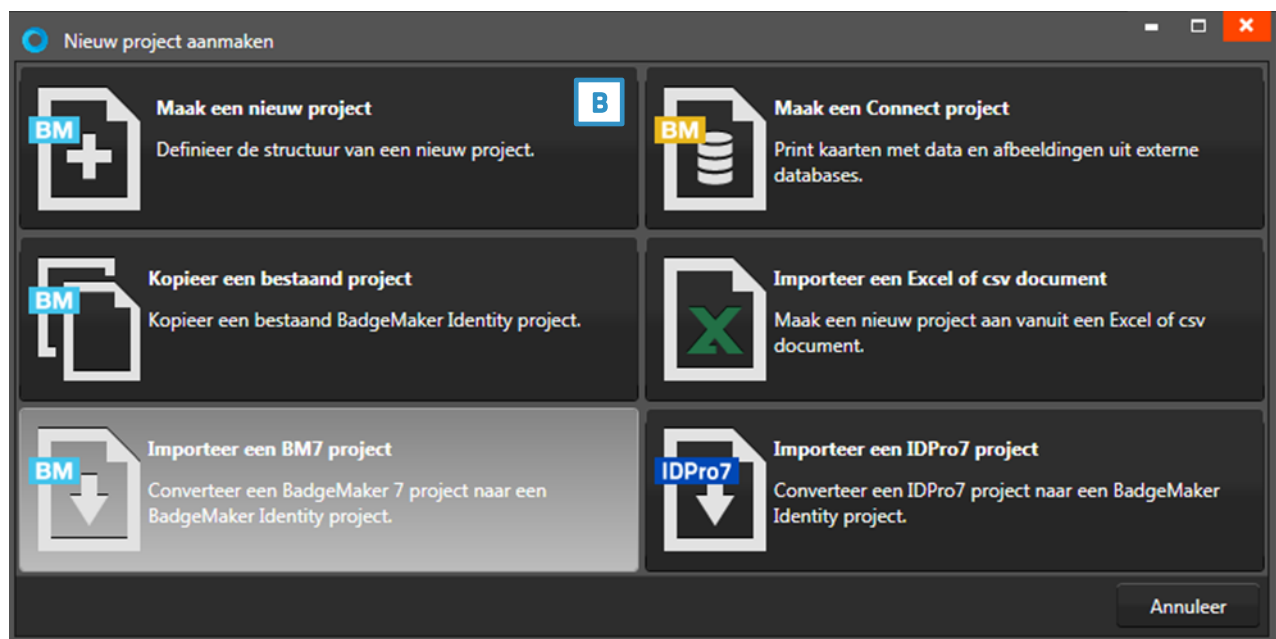 Nieuw project aanmaken
Maak een nieuw project
B
BM
Definieer de structuur van een nieuw project.
Maak een Connect project
BM
Print kaarten met data en afbeeldingen uit externe
databases.
Kopieer een bestaand project
BM
Kopieer een bestaand BadgeMaker Identity project.
Importeer een Excel of csv document
X
Maak een nieuw project aan vanuit een Excel of csv
document.
Importeer een BM7 project
BM
Converteer een BadgeMaker 7 project naar een
BadgeMaker Identity project.
Importeer een IDPro7 project
IDPro7
Converteer een IDPro7 project naar een BadgeMaker
Identity project.
Annuleer